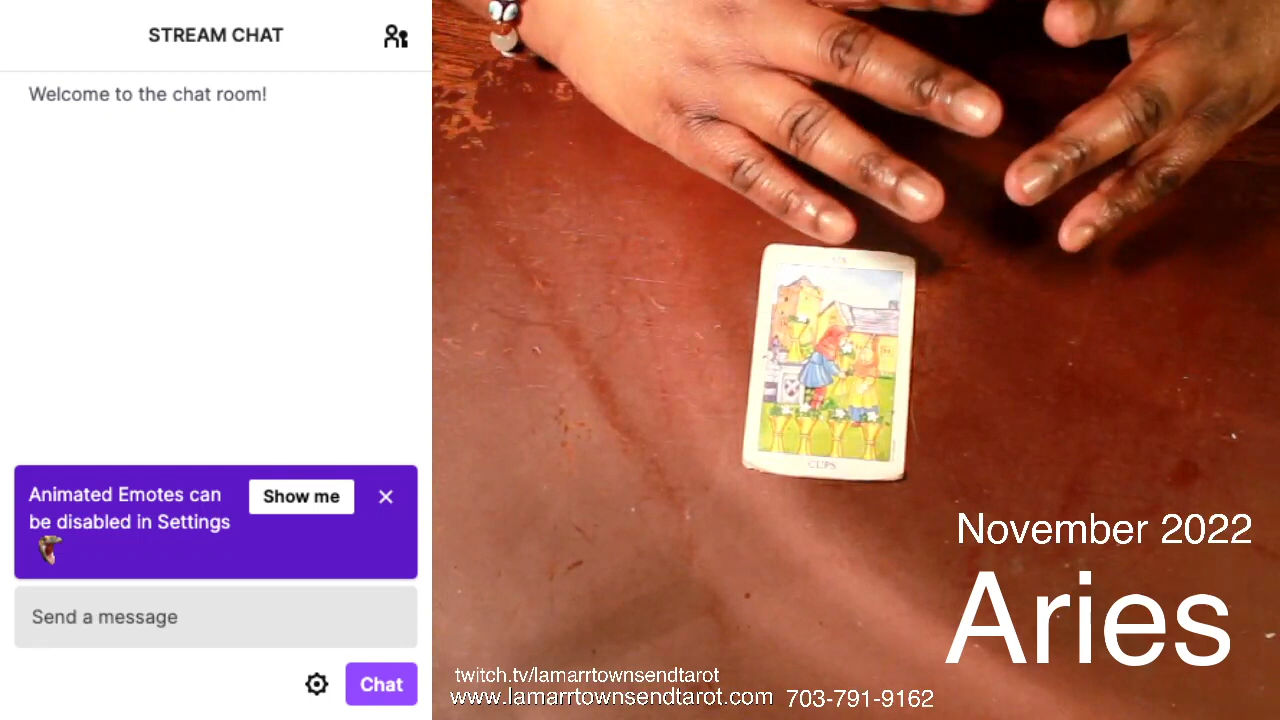 STREAM CHAT
Welcome to the chat room!
Animated Emotes can
be disabled in Settings
Show me
Send a message
Chat
CUPS
November 2022
Aries
twitch.tv/lamarrtownsendtarot
www.lamarrtownsendtarot.com 703-791-9162